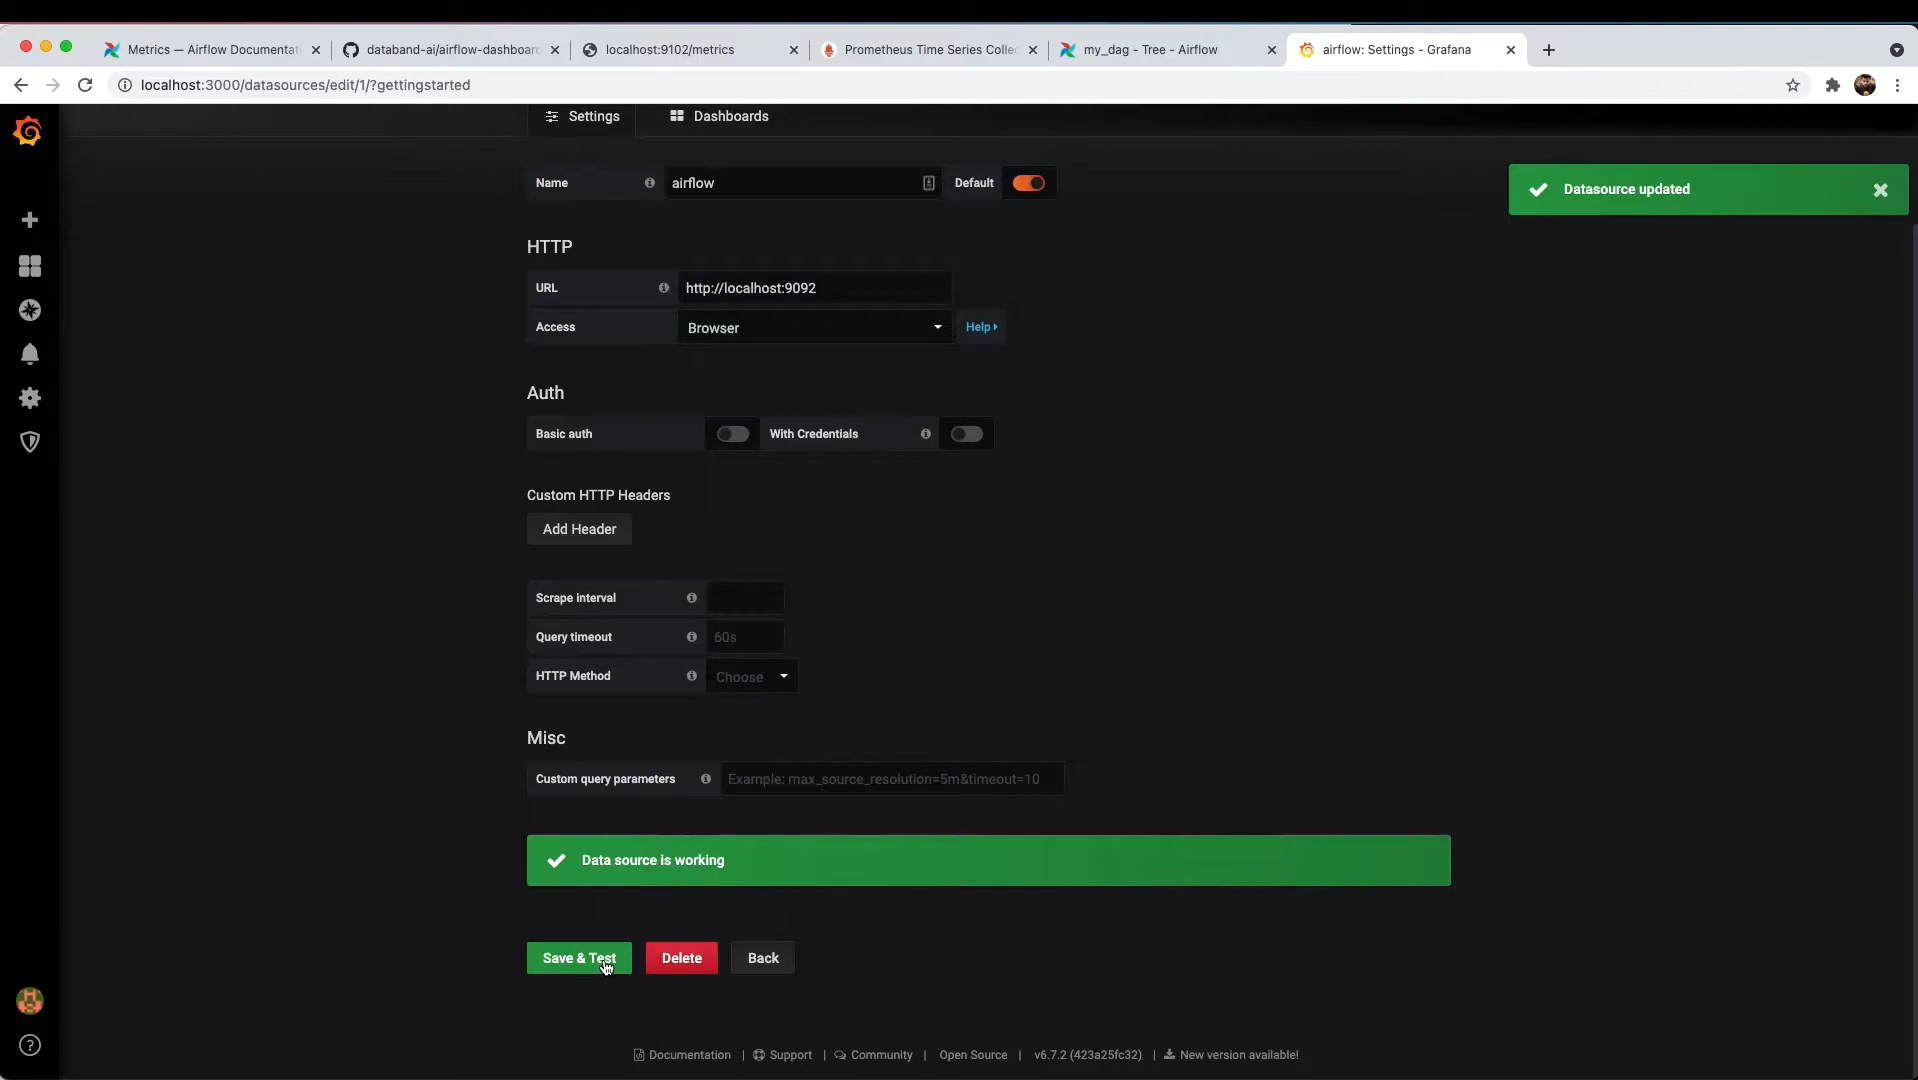 Metrics — Airflow Documentati
databand-ai/airflow-dashboar
localhost:9102/metrics
Prometheus Time Series Collec
my_dag - Tree - Airflow
airflow: Settings - Grafana
localhost:3000/datasources/edit/1/?gettingstarted
Settings
Dashboards
Name
airflow
Default
Datasource updated
HTTP
URL
http://localhost:9092
Access
Browser
Help
Auth
Basic auth
With Credentials
Custom HTTP Headers
Add Header
Scrape interval
Query timeout
60s
HTTP Method
Choose
Misc
Custom query parameters
Example: max_source_resolution=5m&timeout=10
Data source is working
Save & Test
Delete
Back
Documentation | Support | Community | Open Source | v6.7.2 (423a25fc32) | New version available!